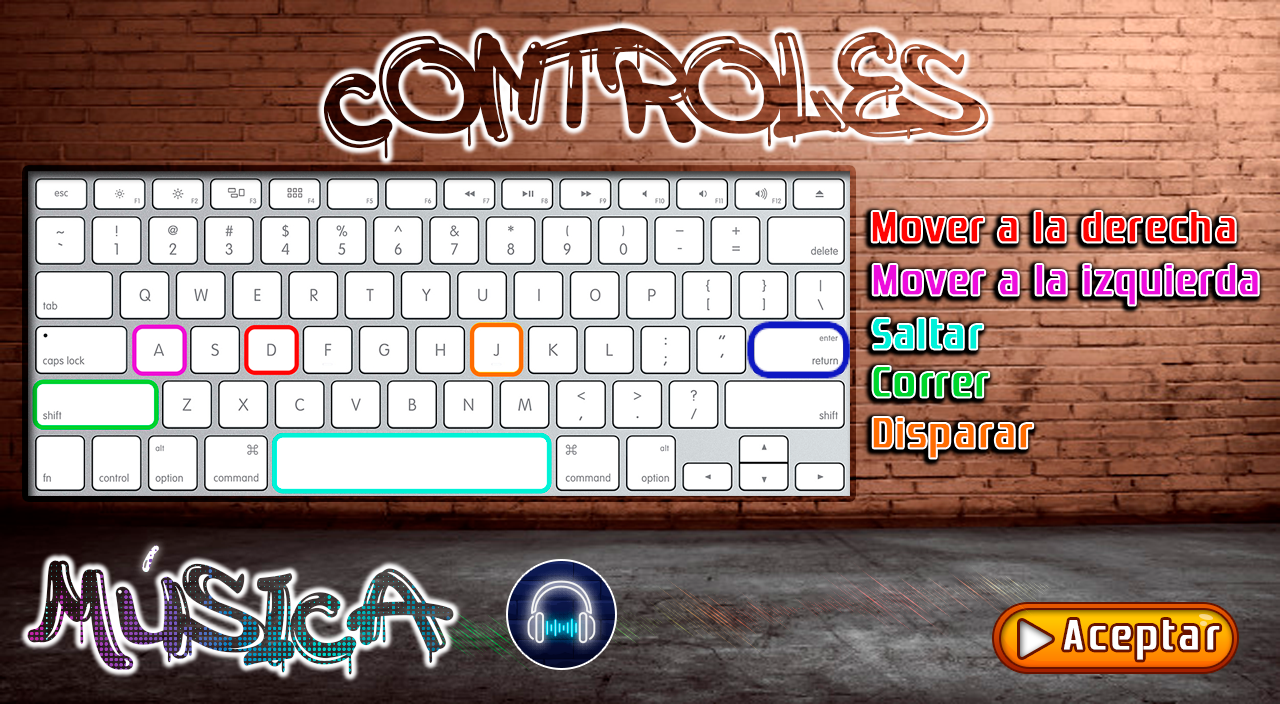 CONTROLES
esc F1 F2 F3 F4 F5 F6 F7 F8 F9 F10 F11 F12
~ ! @ # $ % ^ & * ( ) – +
` 1 2 3 4 5 6 7 8 9 0 - = delete
tab Q W E R T Y U I O P { [ } ] | \
caps lock A S D F G H J K L : ; " ' enter return
shift Z X C V B N M < , > . ? / shift
fn control alt option ⌘ command ⌘ command alt option
Mover a la derecha
Mover a la izquierda
Saltar
Correr
Disparar
MÚSICA
Aceptar